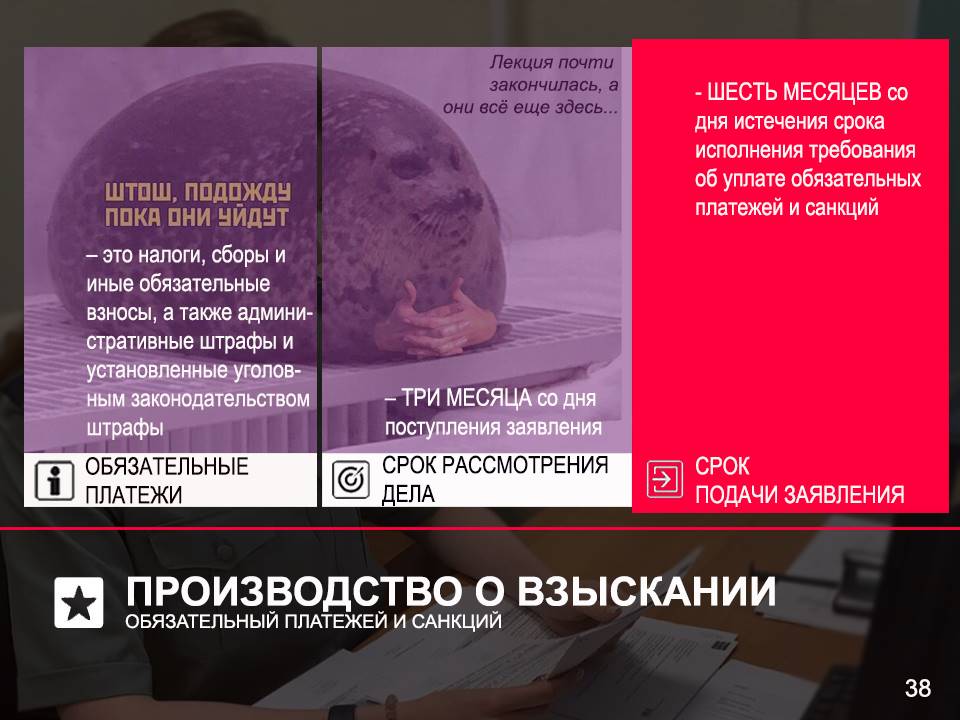 Лекция почти
закончилась, а
они всё еще здесь...
ШТОШ, ПОДОЖДУ
ПОКА ОНИ УЙДУТ
– это налоги, сборы и
иные обязательные
взносы, а также админи-
стративные штрафы и
установленные уголов-
ным законодательством
штрафы
ОБЯЗАТЕЛЬНЫЕ
ПЛАТЕЖИ
– ТРИ МЕСЯЦА со дня
поступления заявления
СРОК РАССМОТРЕНИЯ
ДЕЛА
- ШЕСТЬ МЕСЯЦЕВ со
дня истечения срока
исполнения требования
об уплате обязательных
платежей и санкций
СРОК
ПОДАЧИ ЗАЯВЛЕНИЯ
ПРОИЗВОДСТВО О ВЗЫСКАНИИ
ОБЯЗАТЕЛЬНЫЙ ПЛАТЕЖЕЙ И САНКЦИЙ
38